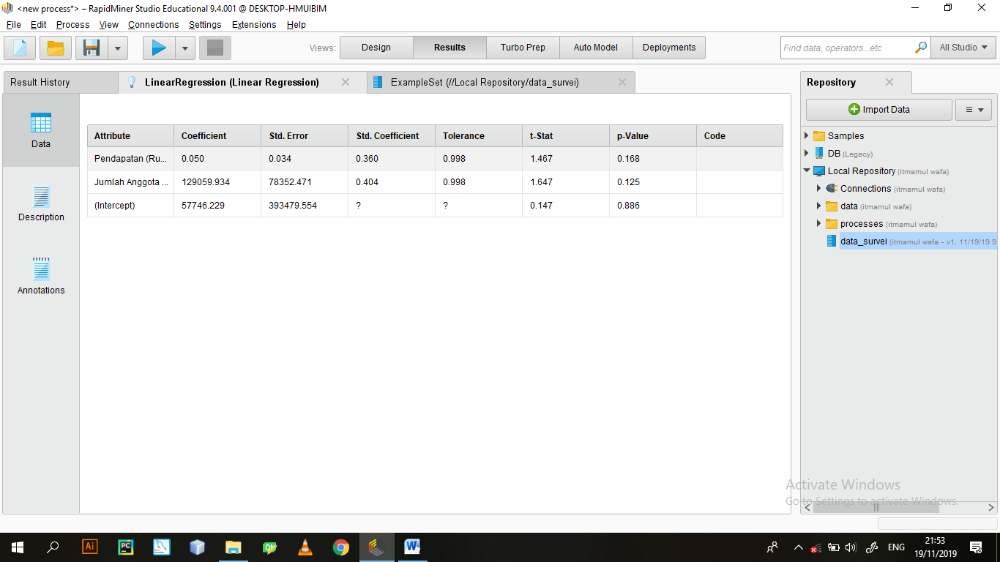 <new process*> – RapidMiner Studio Educational 9.4.001 @ DESKTOP-HMUIBIM
File Edit Process View Connections Settings Extensions Help
Views: Design Results Turbo Prep Auto Model Deployments Find data, operators...etc All Studio
Result History LinearRegression (Linear Regression) ExampleSet (//Local Repository/data_survei) Repository
Import Data
Data
Description
Annotations
Attribute Coefficient Std. Error Std. Coefficient Tolerance t-Stat p-Value Code
Pendapatan (Ru... 0.050 0.034 0.360 0.998 1.467 0.168
Jumlah Anggota ... 129059.934 78352.471 0.404 0.998 1.647 0.125
(Intercept) 57746.229 393479.554 ? ? 0.147 0.886
Samples
DB (Legacy)
Local Repository (itmamul wafa)
Connections (itmamul wafa)
data (itmamul wafa)
processes (itmamul wafa)
data_survei (itmamul wafa - v1, 11/19/19 9
Activate Windows
Go to Settings to activate Windows.
Ai PC Qt W ENG 21:53
19/11/2019